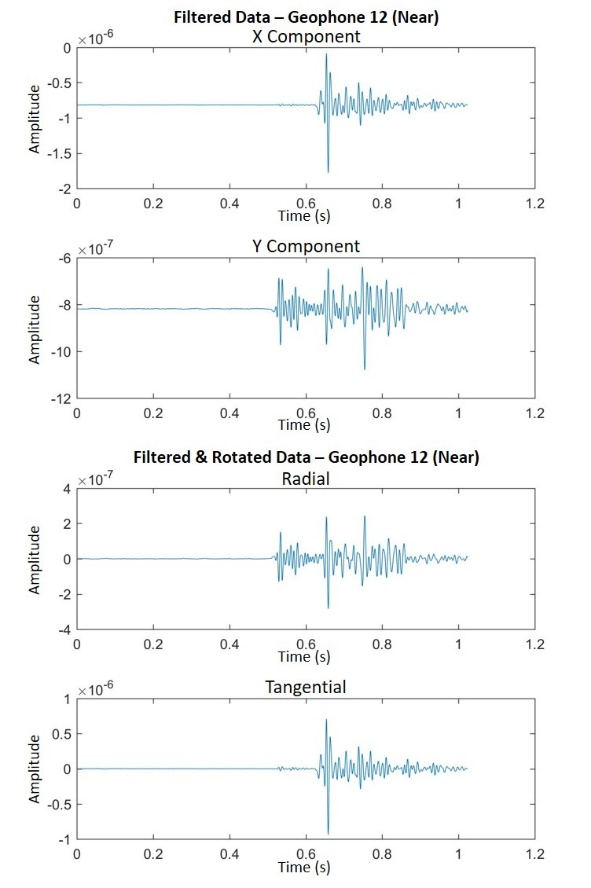 Filtered Data – Geophone 12 (Near)
X Component
×10⁻⁶
0
-0.5
-1
-1.5
-2
Amplitude
0 0.2 0.4 0.6 0.8 1 1.2
Time (s)
Y Component
×10⁻⁷
-6
-8
-10
-12
Amplitude
0 0.2 0.4 0.6 0.8 1 1.2
Time (s)
Filtered & Rotated Data – Geophone 12 (Near)
Radial
×10⁻⁷
4
2
0
-2
-4
Amplitude
0 0.2 0.4 0.6 0.8 1 1.2
Time (s)
Tangential
×10⁻⁶
1
0.5
0
-0.5
-1
Amplitude
0 0.2 0.4 0.6 0.8 1 1.2
Time (s)